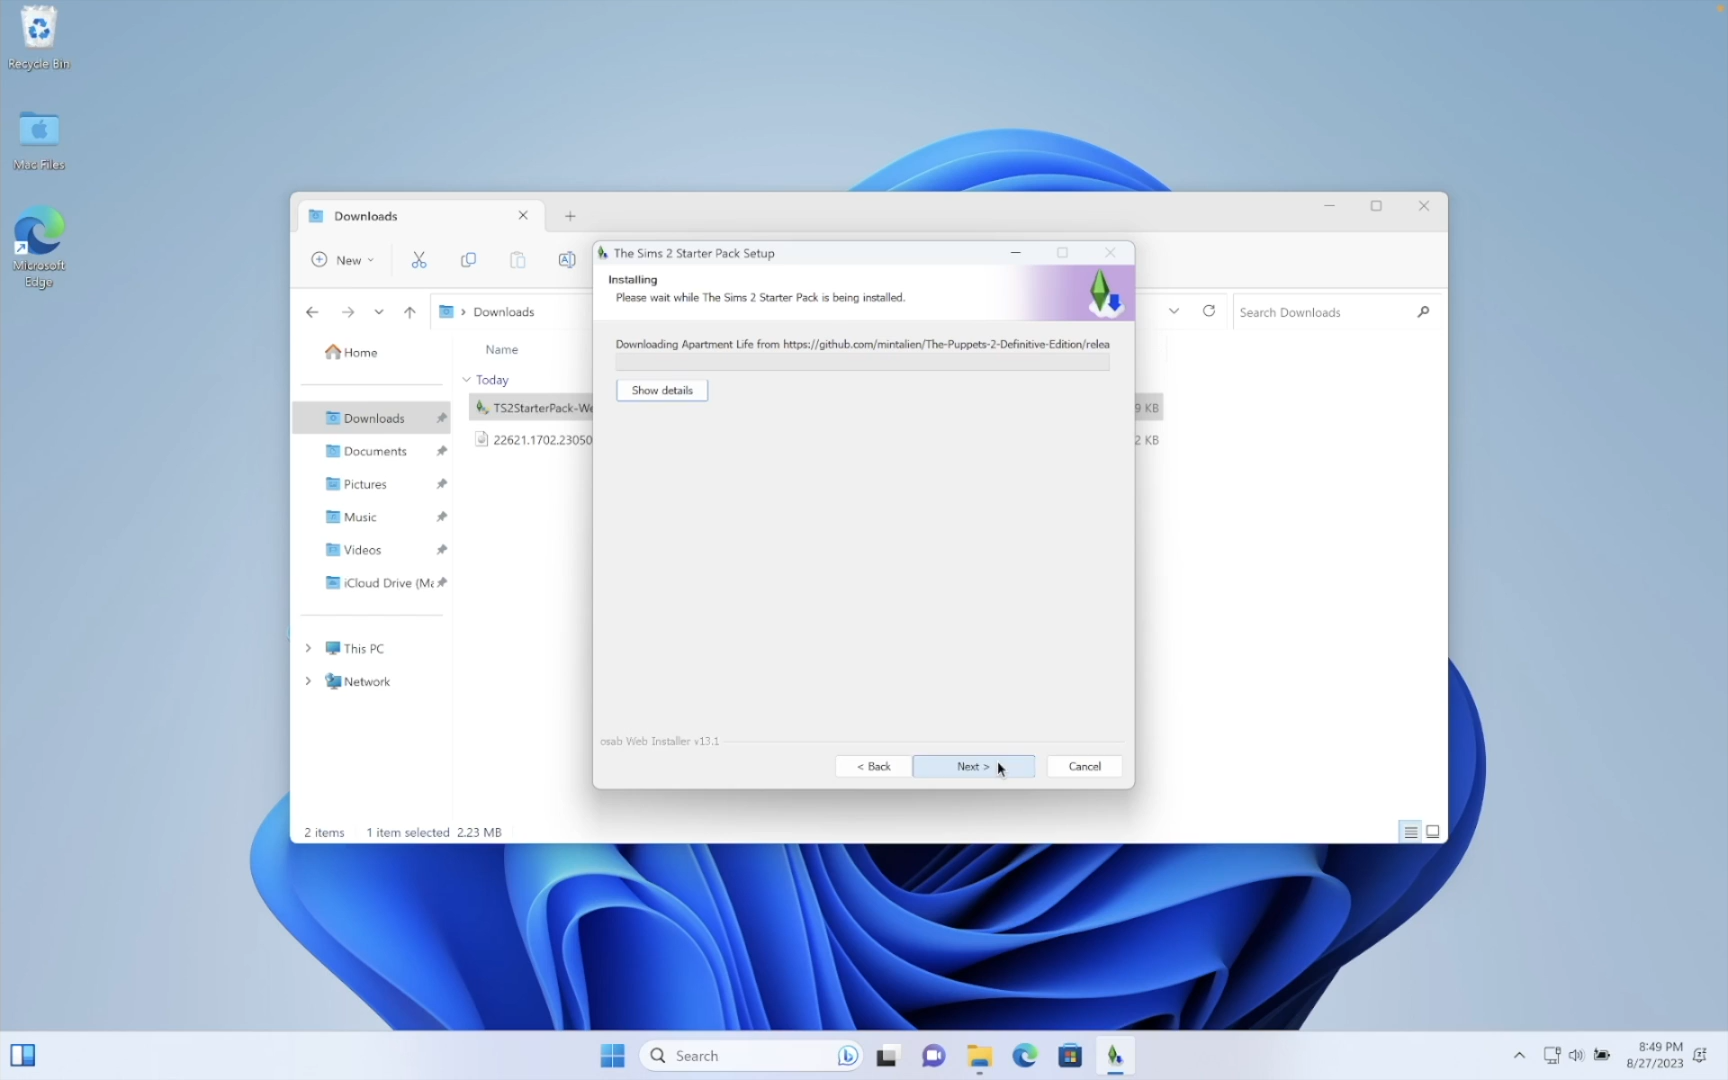 Recycle Bin
Mac Files
Microsoft
Edge
Downloads
New
Downloads
Search Downloads
Home
Downloads
Documents
Pictures
Music
Videos
iCloud Drive (Ma
This PC
Network
Name
Today
TS2StarterPack-We
9 KB
22621.1702.23050
2 KB
2 items 1 item selected 2.23 MB
The Sims 2 Starter Pack Setup
Installing
Please wait while The Sims 2 Starter Pack is being installed.
Downloading Apartment Life from https://github.com/mintalien/The-Puppets-2-Definitive-Edition/relea
Show details
osab Web Installer v13.1
< Back
Next >
Cancel
Search
8:49 PM
8/27/2023